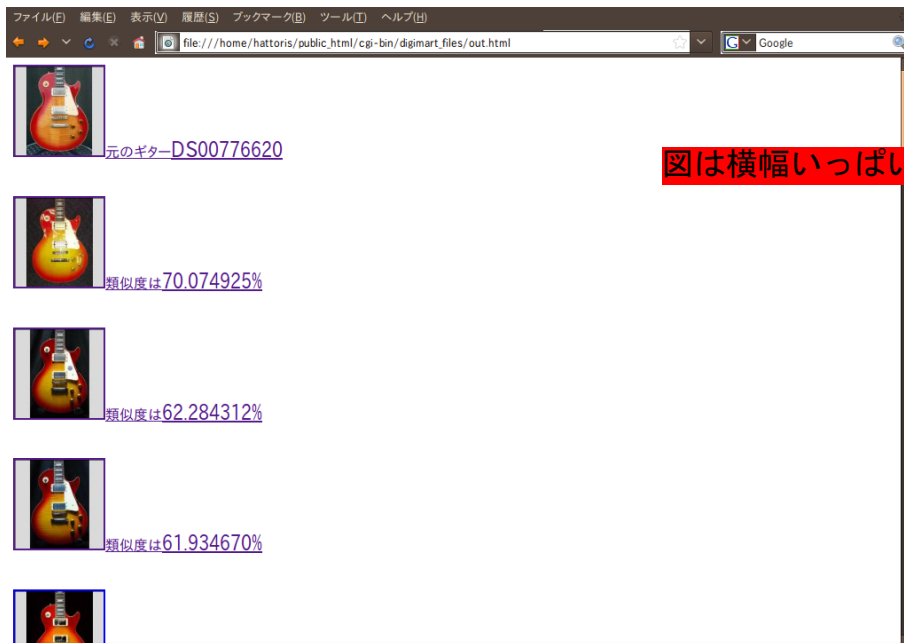 ファイル(F) 編集(E) 表示(V) 履歴(S) ブックマーク(B) ツール(T) ヘルプ(H)
file:///home/hattoris/public_html/cgi-bin/digimart_files/out.html
G Google
元のギターDS00776620
図は横幅いっぱい
類似度は70.074925%
類似度は62.284312%
類似度は61.934670%